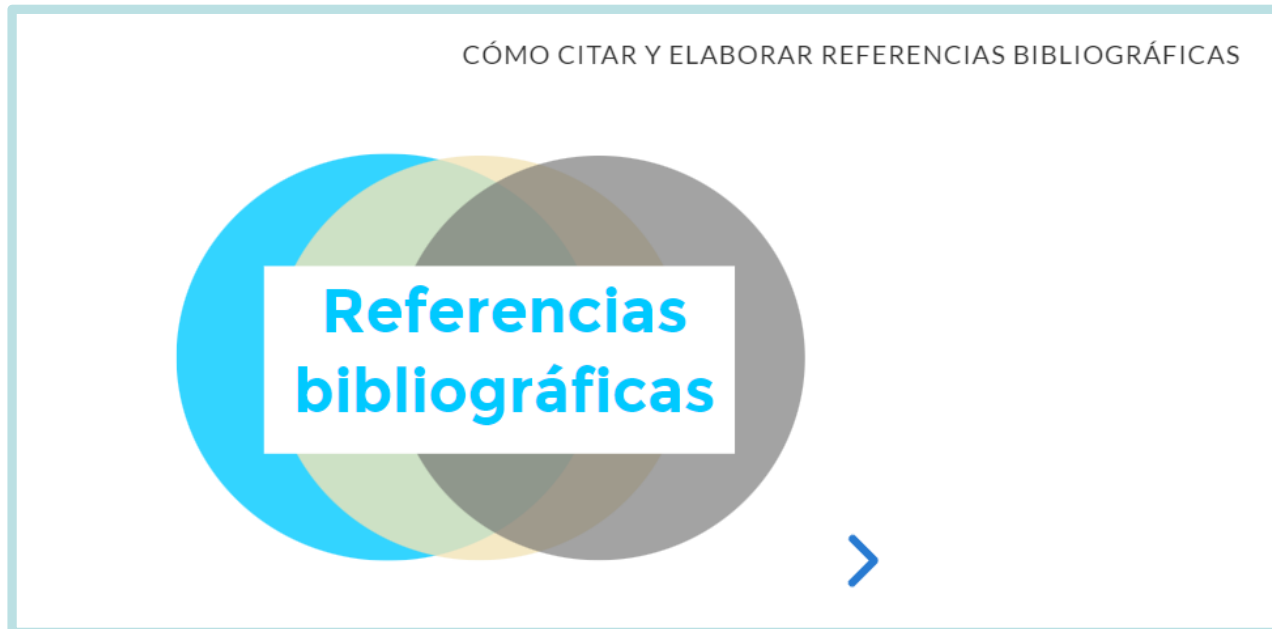 CÓMO CITAR Y ELABORAR REFERENCIAS BIBLIOGRÁFICAS
Referencias
bibliográficas